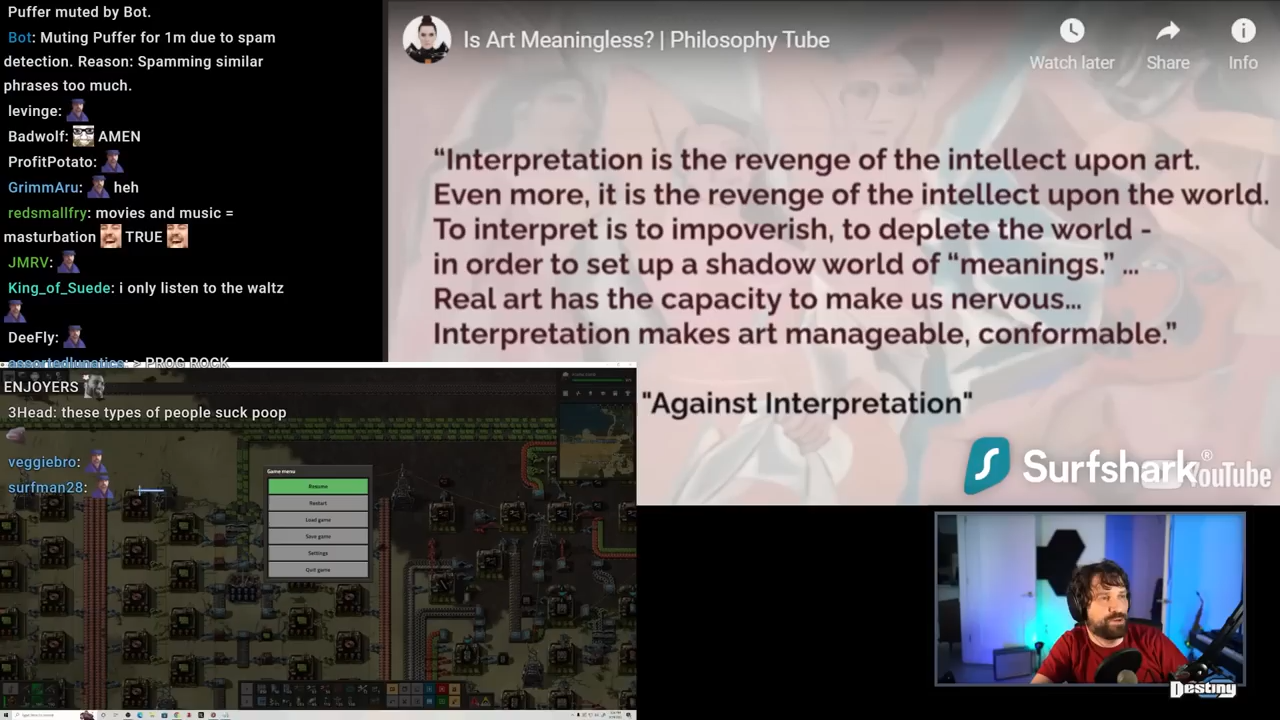 Puffer muted by Bot.
Bot: Muting Puffer for 1m due to spam
detection. Reason: Spamming similar
phrases too much.
levinge:
Badwolf: AMEN
ProfitPotato:
GrimmAru: heh
redsmallfry: movies and music =
masturbation TRUE
JMRV:
King_of_Suede: i only listen to the waltz
DeeFly:
assortedlunatics: > PROG ROCK
ENJOYERS
3Head: these types of people suck poop
veggiebro:
surfman28:
Is Art Meaningless? | Philosophy Tube
Watch later
Share
Info
“Interpretation is the revenge of the intellect upon art.
Even more, it is the revenge of the intellect upon the world.
To interpret is to impoverish, to deplete the world -
in order to set up a shadow world of “meanings.” ...
Real art has the capacity to make us nervous...
Interpretation makes art manageable, conformable.”
"Against Interpretation"
Surfshark®
YouTube
Game menu
Resume
Restart
Load game
Save game
Settings
Quit game
Destiny